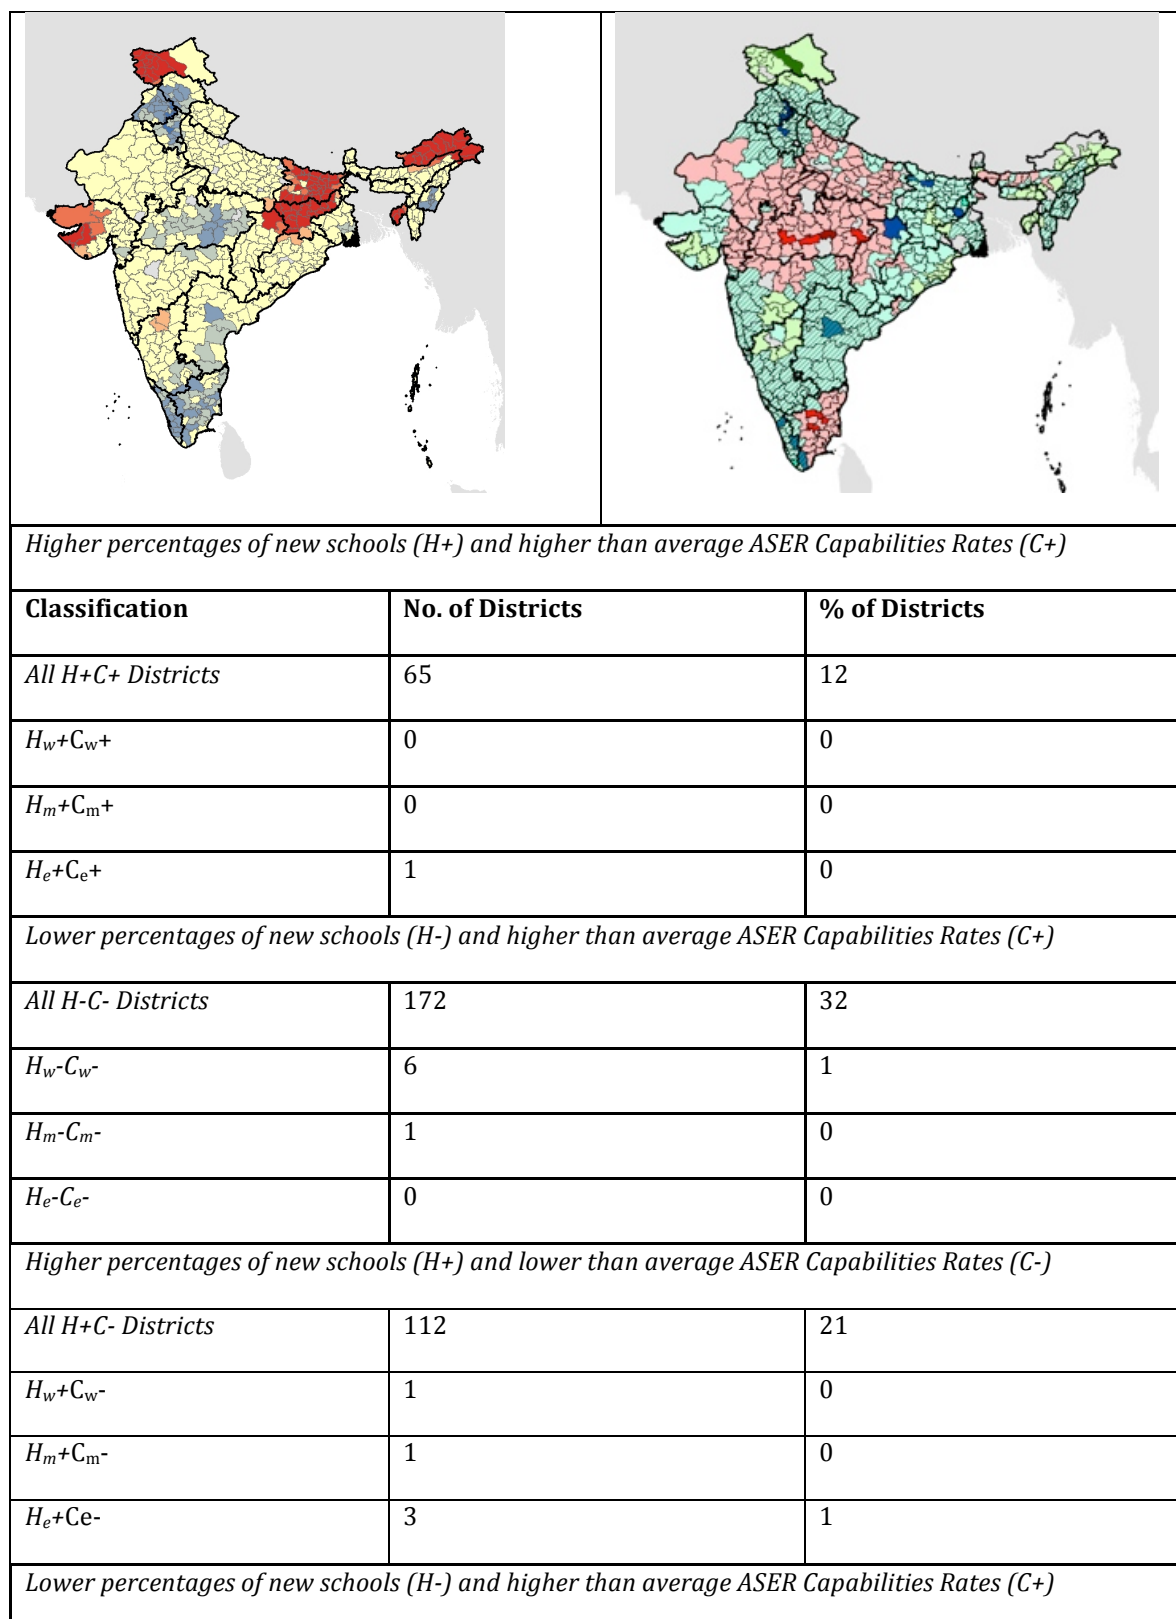 Higher percentages of new schools (H+) and higher than average ASER Capabilities Rates (C+)
Classification No. of Districts % of Districts
All H+C+ Districts 65 12
Hw+Cw+ 0 0
Hm+Cm+ 0 0
He+Ce+ 1 0
Lower percentages of new schools (H-) and higher than average ASER Capabilities Rates (C+)
All H-C- Districts 172 32
Hw-Cw- 6 1
Hm-Cm- 1 0
He-Ce- 0 0
Higher percentages of new schools (H+) and lower than average ASER Capabilities Rates (C-)
All H+C- Districts 112 21
Hw+Cw- 1 0
Hm+Cm- 1 0
He+Ce- 3 1
Lower percentages of new schools (H-) and higher than average ASER Capabilities Rates (C+)